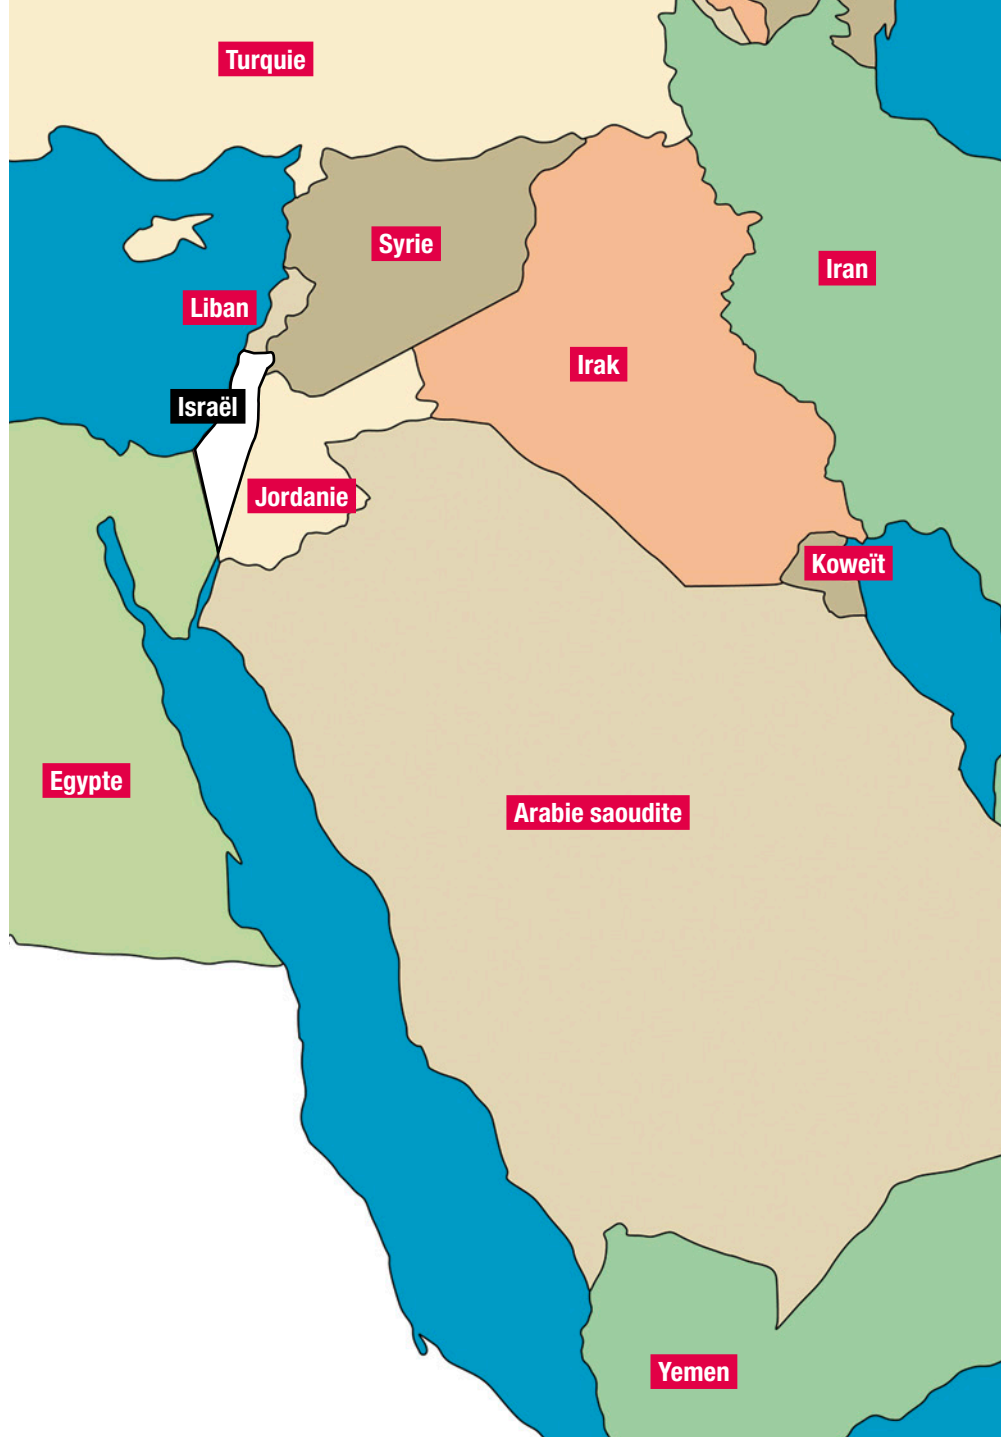 Turquie
Syrie
Iran
Liban
Irak
Israël
Jordanie
Koweït
Egypte
Arabie saoudite
Yemen